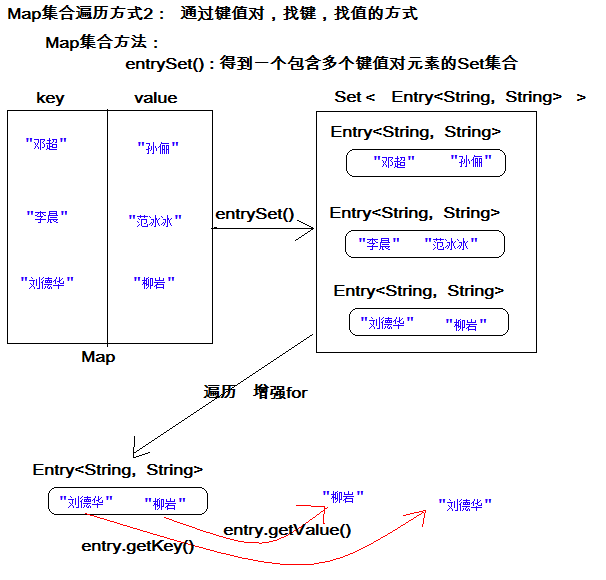 Map集合遍历方式2： 通过键值对，找键，找值的方式
Map集合方法：
entrySet()：得到一个包含多个键值对元素的Set集合
key value
Set < Entry<String, String> >
"邓超" "孙俪"
Entry<String, String>
"邓超" "孙俪"
"李晨" "范冰冰"
entrySet()
Entry<String, String>
"李晨" "范冰冰"
"刘德华" "柳岩"
Entry<String, String>
"刘德华" "柳岩"
Map
遍历 增强for
Entry<String, String>
"刘德华" "柳岩"
"柳岩"
"刘德华"
entry.getValue()
entry.getKey()